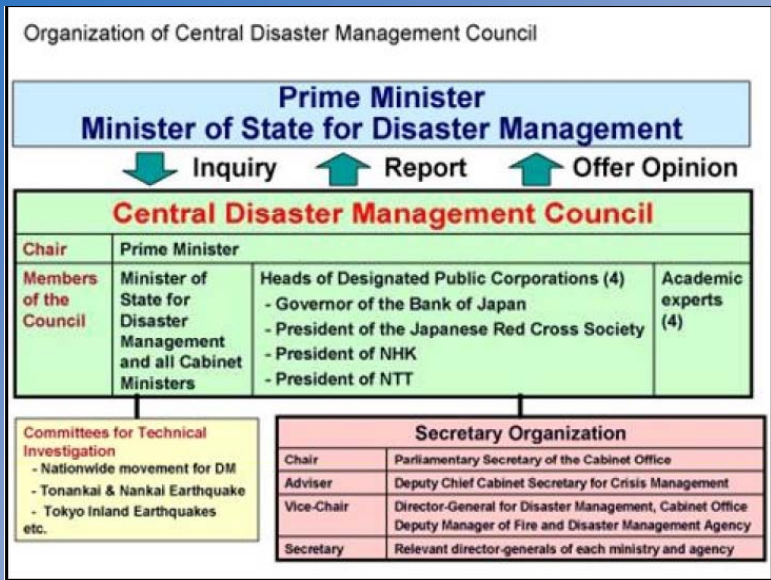 Organization of Central Disaster Management Council
Prime Minister
Minister of State for Disaster Management
Inquiry Report Offer Opinion
Central Disaster Management Council
Chair Prime Minister
Members of the Council
Minister of
State for
Disaster
Management
and all Cabinet
Ministers
Heads of Designated Public Corporations (4)
- Governor of the Bank of Japan
- President of the Japanese Red Cross Society
- President of NHK
- President of NTT
Academic
experts
(4)
Committees for Technical
Investigation
- Nationwide movement for DM
- Tonankai & Nankai Earthquake
- Tokyo Inland Earthquakes
etc.
Secretary Organization
Chair Parliamentary Secretary of the Cabinet Office
Adviser Deputy Chief Cabinet Secretary for Crisis Management
Vice-Chair Director-General for Disaster Management, Cabinet Office
Deputy Manager of Fire and Disaster Management Agency
Secretary Relevant director-generals of each ministry and agency